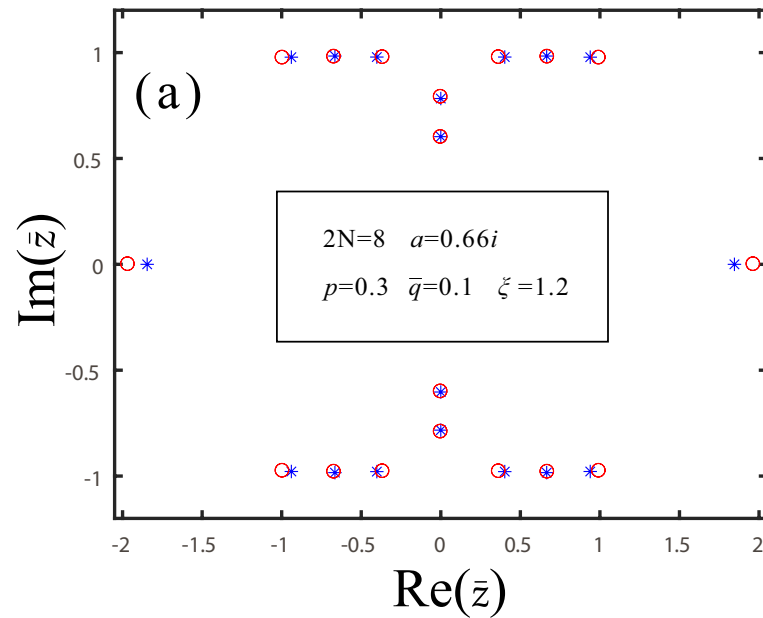 (a)
1
0.5
0
-0.5
-1
Im(z̄)
2N=8 a=0.66i
p=0.3 q̄=0.1 ξ=1.2
-2 -1.5 -1 -0.5 0 0.5 1 1.5 2
Re(z̄)